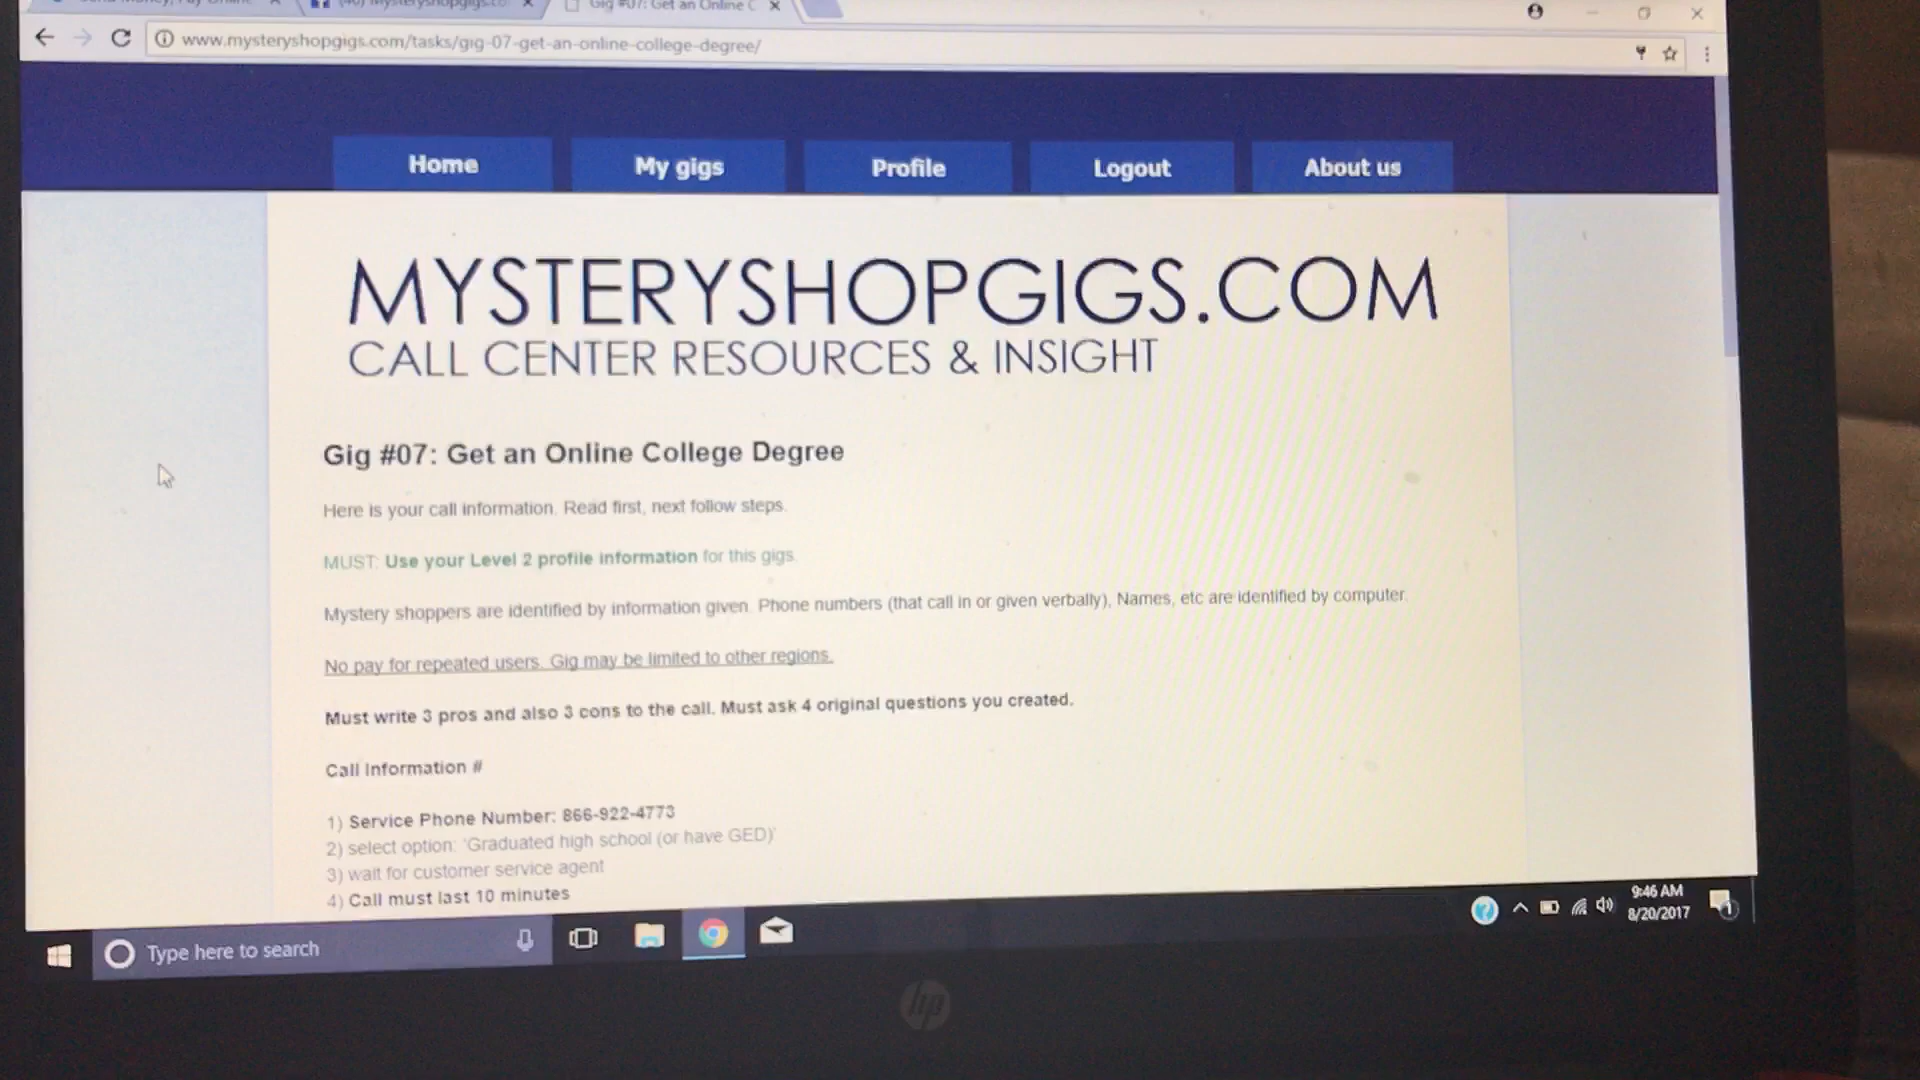 Gig #07: Get an Online C
www.mysteryshopgigs.com/tasks/gig-07-get-an-online-college-degree/
Home My gigs Profile Logout About us
MYSTERYSHOPGIGS.COM
CALL CENTER RESOURCES & INSIGHT
Gig #07: Get an Online College Degree
Here is your call information. Read first, next follow steps.
MUST: Use your Level 2 profile information for this gigs.
Mystery shoppers are identified by information given. Phone numbers (that call in or given verbally), Names, etc are identified by computer.
No pay for repeated users. Gig may be limited to other regions.
Must write 3 pros and also 3 cons to the call. Must ask 4 original questions you created.
Call Information #
1) Service Phone Number: 866-922-4773
2) select option: 'Graduated high school (or have GED)'
3) wait for customer service agent
4) Call must last 10 minutes
Type here to search
9:46 AM
8/20/2017
1
hp